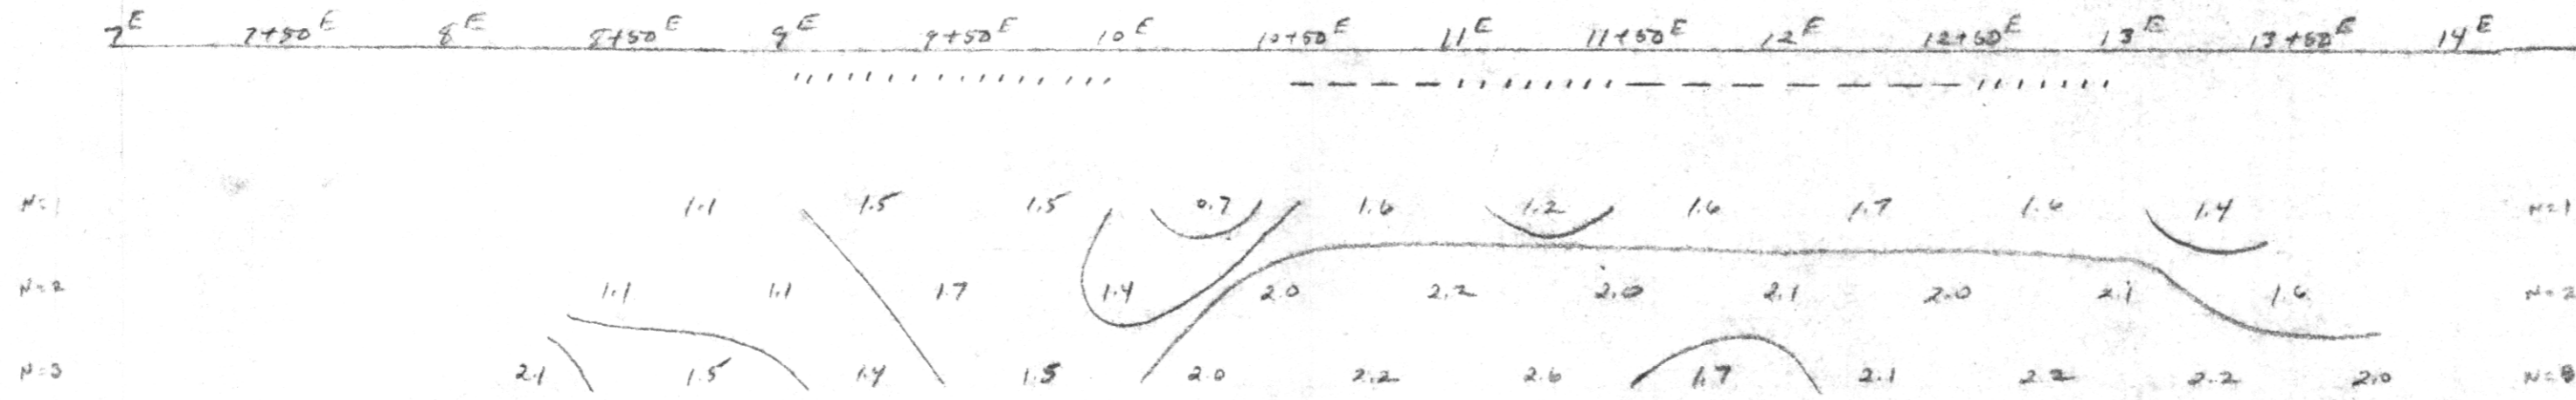 7E 7+50E 8E 8+50E 9E 9+50E 10E 10+50E 11E 11+50E 12E 12+50E 13E 13+50E 14E
N=1 1.1 1.5 1.5 0.7 1.6 1.2 1.6 1.7 1.6 1.4 N=1
N=2 1.1 1.1 1.7 1.4 2.0 2.2 2.0 2.1 2.0 2.1 1.6 N=2
N=3 2.1 1.5 1.4 1.5 2.0 2.2 2.6 1.7 2.1 2.2 2.2 2.0 N=3